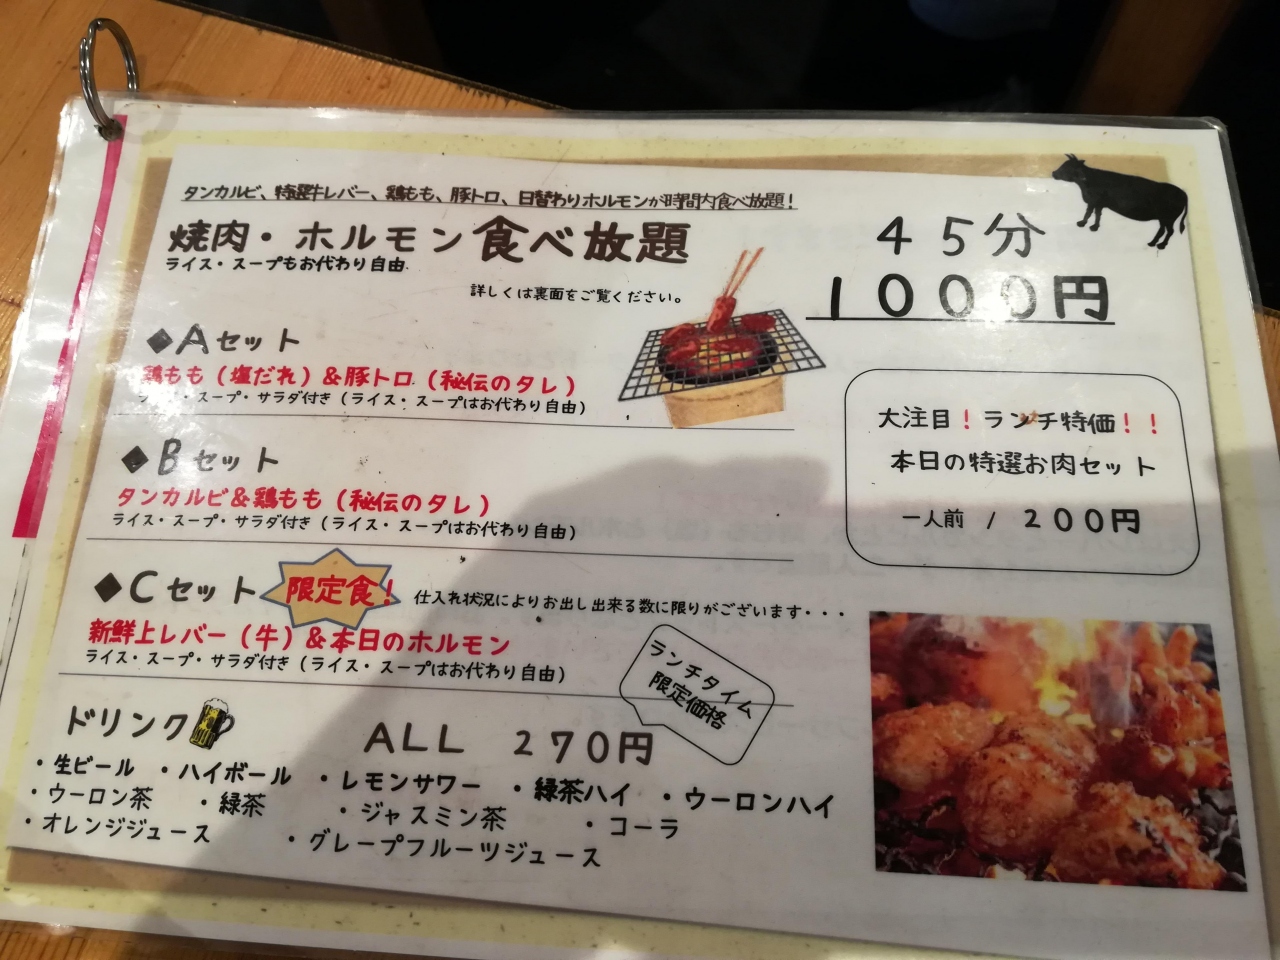 タンカルビ、特選牛レバー、鶏もも、豚トロ、日替わりホルモンが時間内食べ放題！
焼肉・ホルモン食べ放題
ライス・スープもお代わり自由
詳しくは裏面をご覧ください。
45分
1000円
◆Aセット
鶏もも（塩だれ）＆豚トロ（秘伝のタレ）
ライス・スープ・サラダ付き（ライス・スープはお代わり自由）
◆Bセット
タンカルビ＆鶏もも（秘伝のタレ）
ライス・スープ・サラダ付き（ライス・スープはお代わり自由）
◆Cセット 限定食！ 仕入れ状況によりお出し出来る数に限りがございます・・・
新鮮上レバー（牛）＆本日のホルモン
ライス・スープ・サラダ付き（ライス・スープはお代わり自由）
大注目！ランチ特価！！
本日の特選お肉セット
一人前 / 200円
ランチタイム
限定価格
ドリンク ALL 270円
・生ビール ・ハイボール ・レモンサワー ・緑茶ハイ ・ウーロンハイ
・ウーロン茶 ・緑茶 ・ジャスミン茶 ・コーラ
・オレンジジュース ・グレープフルーツジュース